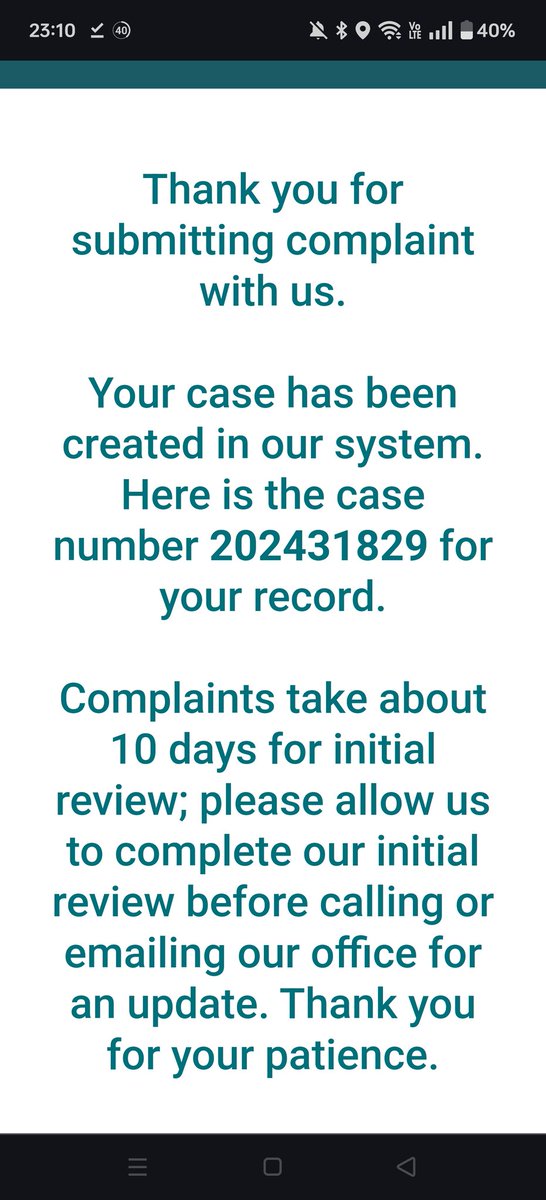 23:10 40 Vo LTE 40%
Thank you for
submitting complaint
with us.
Your case has been
created in our system.
Here is the case
number 202431829 for
your record.
Complaints take about
10 days for initial
review; please allow us
to complete our initial
review before calling or
emailing our office for
an update. Thank you
for your patience.